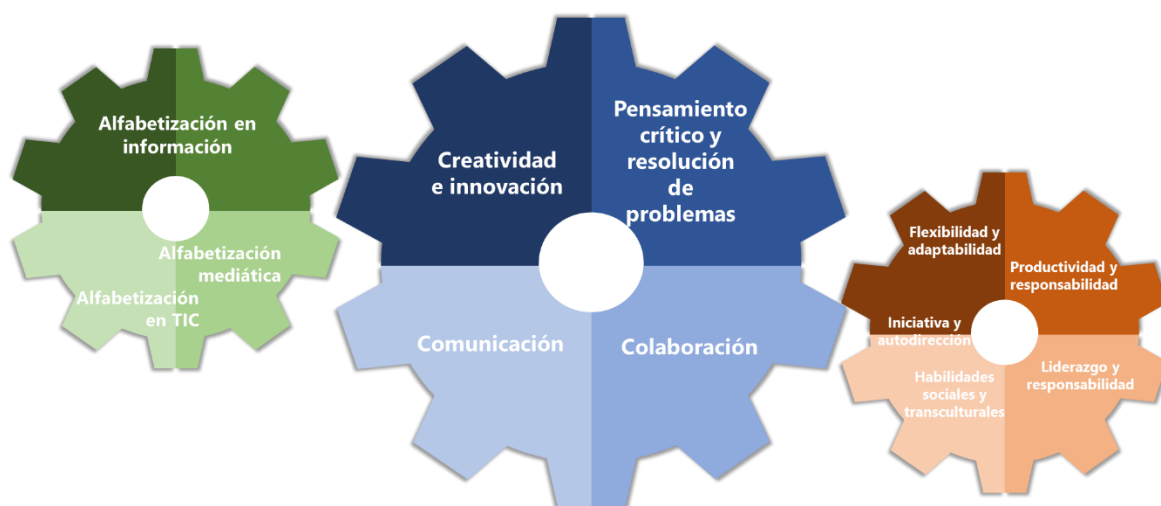 Alfabetización en
información
Alfabetización
mediática
Alfabetización
en TIC
Creatividad
e innovación
Pensamiento
crítico y
resolución
de
problemas
Comunicación
Colaboración
Flexibilidad y
adaptabilidad
Productividad y
responsabilidad
Iniciativa y
autodirección
Liderazgo y
responsabilidad
Habilidades
sociales y
transculturales